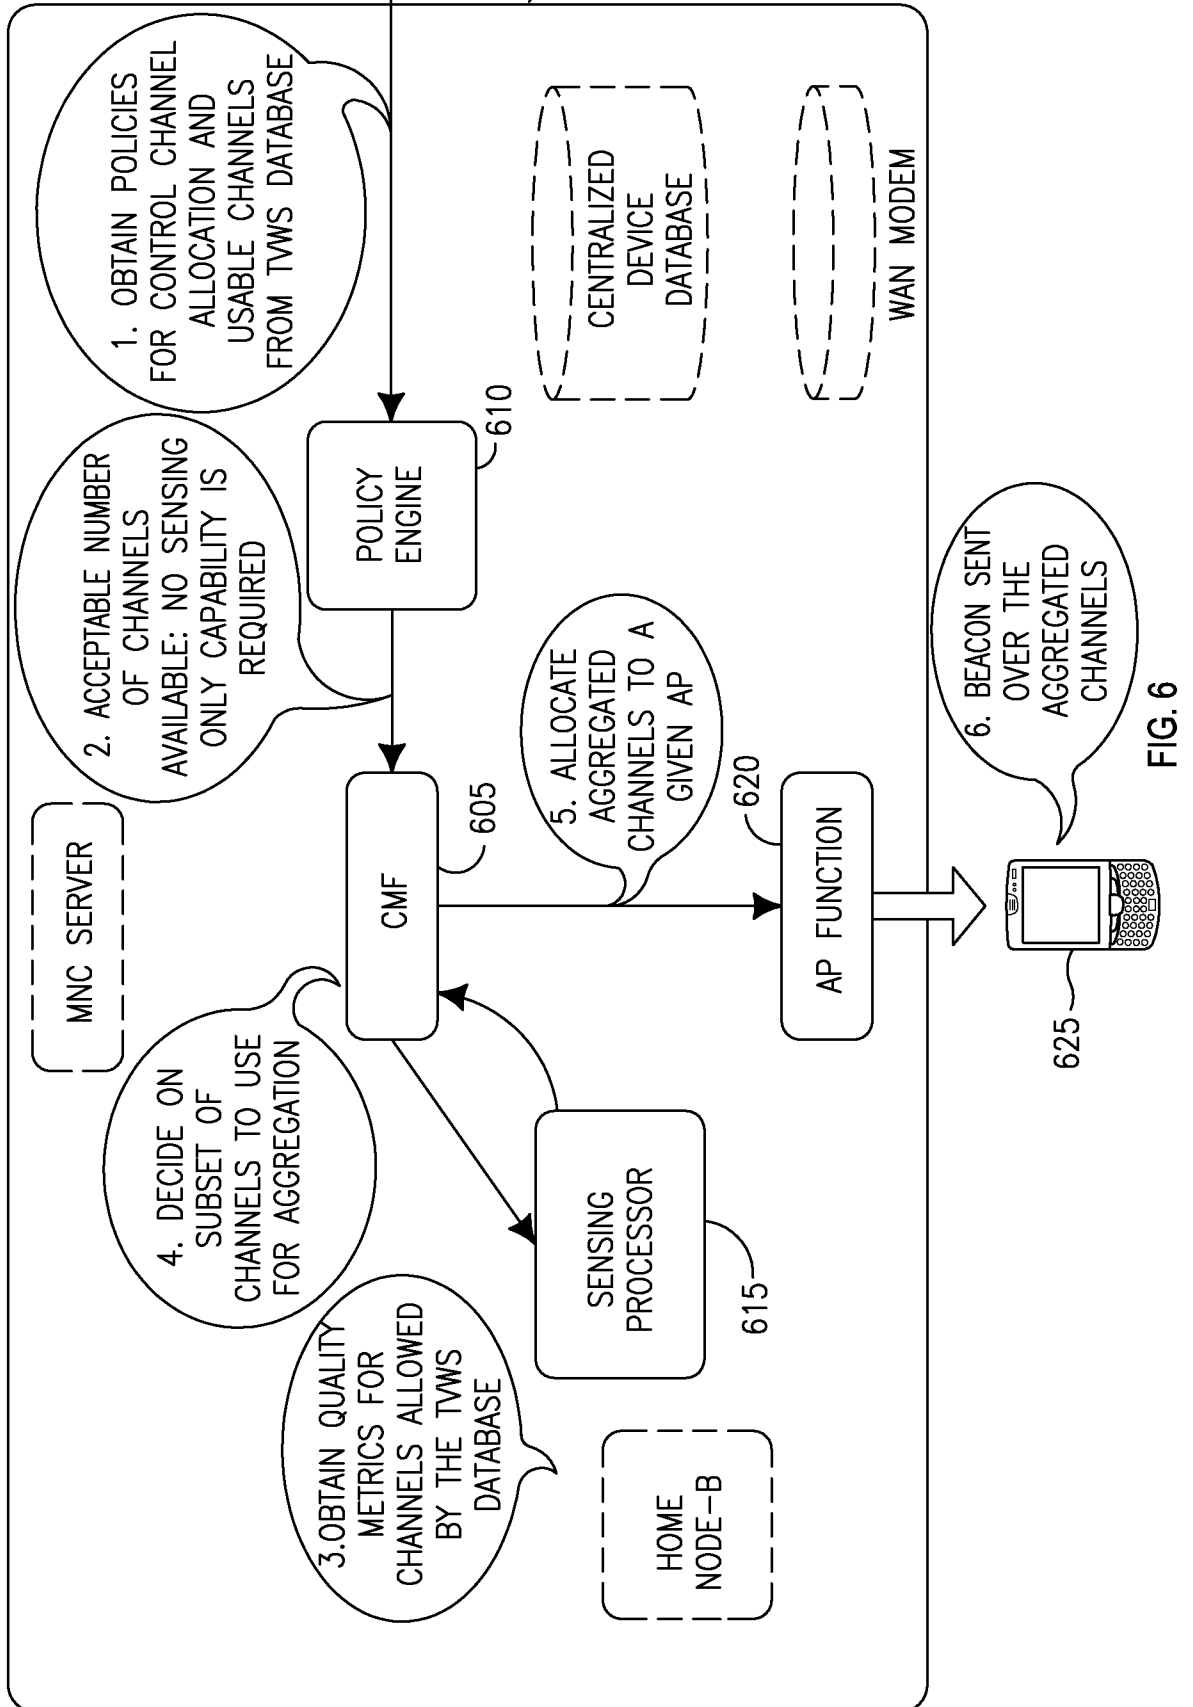 MNC SERVER
1. OBTAIN POLICIES
FOR CONTROL CHANNEL
ALLOCATION AND
USABLE CHANNELS
FROM TVWS DATABASE
2. ACCEPTABLE NUMBER
OF CHANNELS
AVAILABLE: NO SENSING
ONLY CAPABILITY IS
REQUIRED
4. DECIDE ON
SUBSET OF
CHANNELS TO USE
FOR AGGREGATION
3.OBTAIN QUALITY
METRICS FOR
CHANNELS ALLOWED
BY THE TVWS
DATABASE
POLICY
ENGINE
610
CMF
605
CENTRALIZED
DEVICE
DATABASE
5. ALLOCATE
AGGREGATED
CHANNELS TO A
GIVEN AP
SENSING
PROCESSOR
615
HOME
NODE-B
620
AP FUNCTION
WAN MODEM
6. BEACON SENT
OVER THE
AGGREGATED
CHANNELS
625
FIG. 6